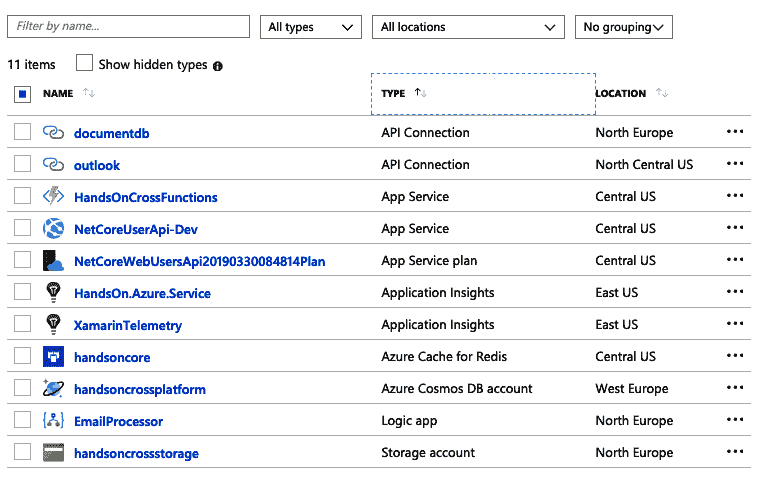 Filter by name... All types All locations No grouping
11 items Show hidden types
NAME TYPE LOCATION
documentdb API Connection North Europe
outlook API Connection North Central US
HandsOnCrossFunctions App Service Central US
NetCoreUserApi-Dev App Service Central US
NetCoreWebUsersApi20190330084814Plan App Service plan Central US
HandsOn.Azure.Service Application Insights East US
XamarinTelemetry Application Insights East US
handsoncore Azure Cache for Redis Central US
handsoncrossplatform Azure Cosmos DB account West Europe
EmailProcessor Logic app North Europe
handsoncrossstorage Storage account North Europe